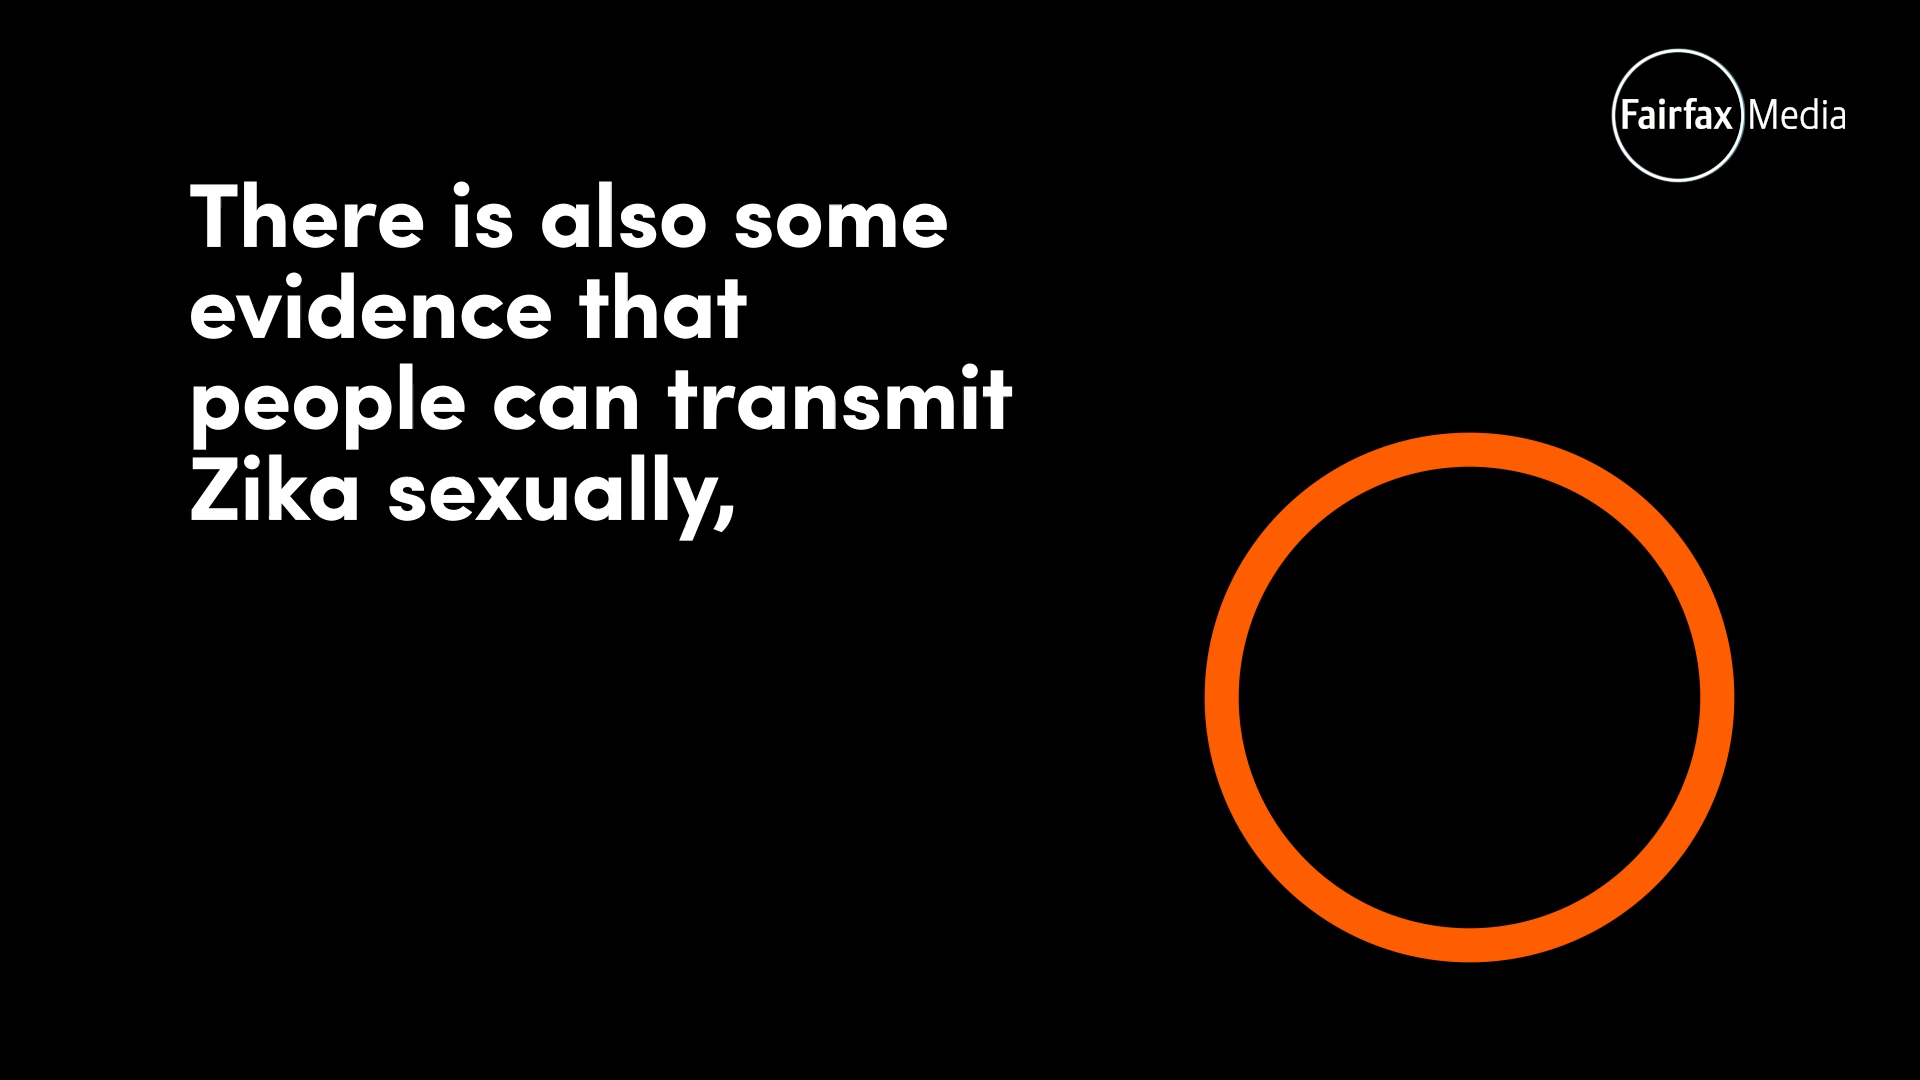 Fairfax Media
There is also some
evidence that
people can transmit
Zika sexually,